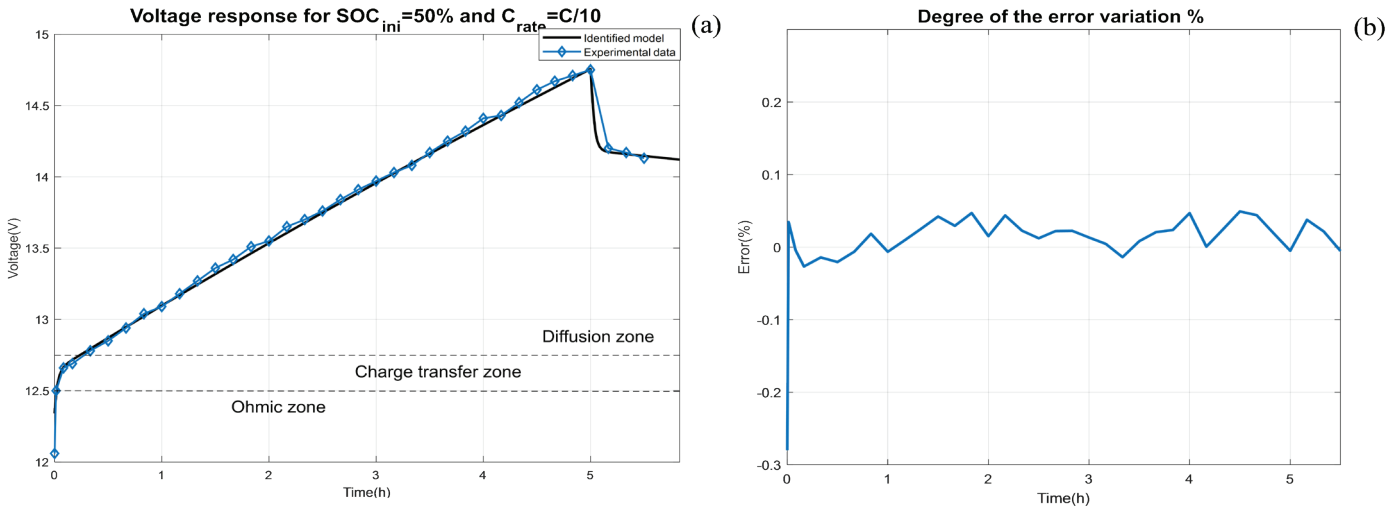 Voltage response for SOCini=50% and Crate=C/10
(a)
Identified model
Experimental data
15
14.5
14
13.5
13
12.5
12
Voltage(V)
Diffusion zone
Charge transfer zone
Ohmic zone
0 1 2 3 4 5
Time(h)
Degree of the error variation %
(b)
0.2
0.1
0
-0.1
-0.2
-0.3
Error(%)
0 1 2 3 4 5
Time(h)